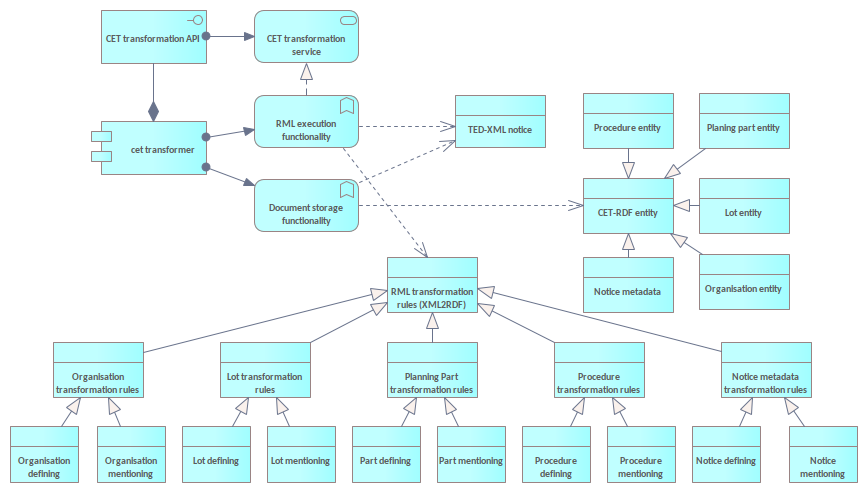 CET transformation API
CET transformation
service
RML execution
functionality
TED-XML notice
Procedure entity
Planing part entity
cet transformer
Document storage
functionality
CET-RDF entity
Lot entity
Notice metadata
Organisation entity
RML transformation
rules (XML2RDF)
Organisation
transformation rules
Lot transformation
rules
Planning Part
transformation rules
Procedure
transformation rules
Notice metadata
transformation rules
Organisation
defining
Organisation
mentioning
Lot defining
Lot mentioning
Part defining
Part mentioning
Procedure
defining
Procedure
mentioning
Notice defining
Notice
mentioning